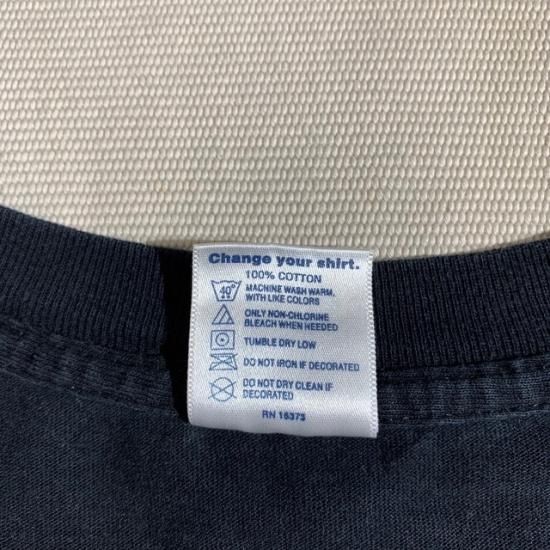 Change your shirt.
100% COTTON
40°
MACHINE WASH WARM,
WITH LIKE COLORS
ONLY NON-CHLORINE
BLEACH WHEN NEEDED
TUMBLE DRY LOW
DO NOT IRON IF DECORATED
DO NOT DRY CLEAN IF
DECORATED
RN 16373